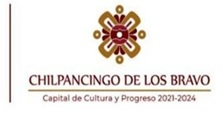 CHILPANCINGO DE LOS BRAVO
Capital de Cultura y Progreso 2021-2024